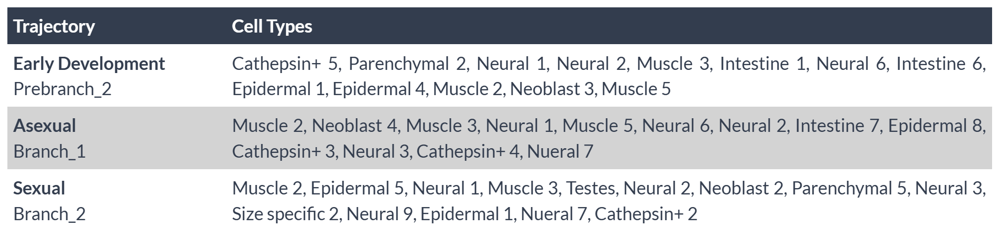 Trajectory Cell Types
Early Development Cathepsin+ 5, Parenchymal 2, Neural 1, Neural 2, Muscle 3, Intestine 1, Neural 6, Intestine 6,
Prebranch_2 Epidermal 1, Epidermal 4, Muscle 2, Neoblast 3, Muscle 5
Asexual Muscle 2, Neoblast 4, Muscle 3, Neural 1, Muscle 5, Neural 6, Neural 2, Intestine 7, Epidermal 8,
Branch_1 Cathepsin+ 3, Neural 3, Cathepsin+ 4, Nueral 7
Sexual Muscle 2, Epidermal 5, Neural 1, Muscle 3, Testes, Neural 2, Neoblast 2, Parenchymal 5, Neural 3,
Branch_2 Size specific 2, Neural 9, Epidermal 1, Nueral 7, Cathepsin+ 2